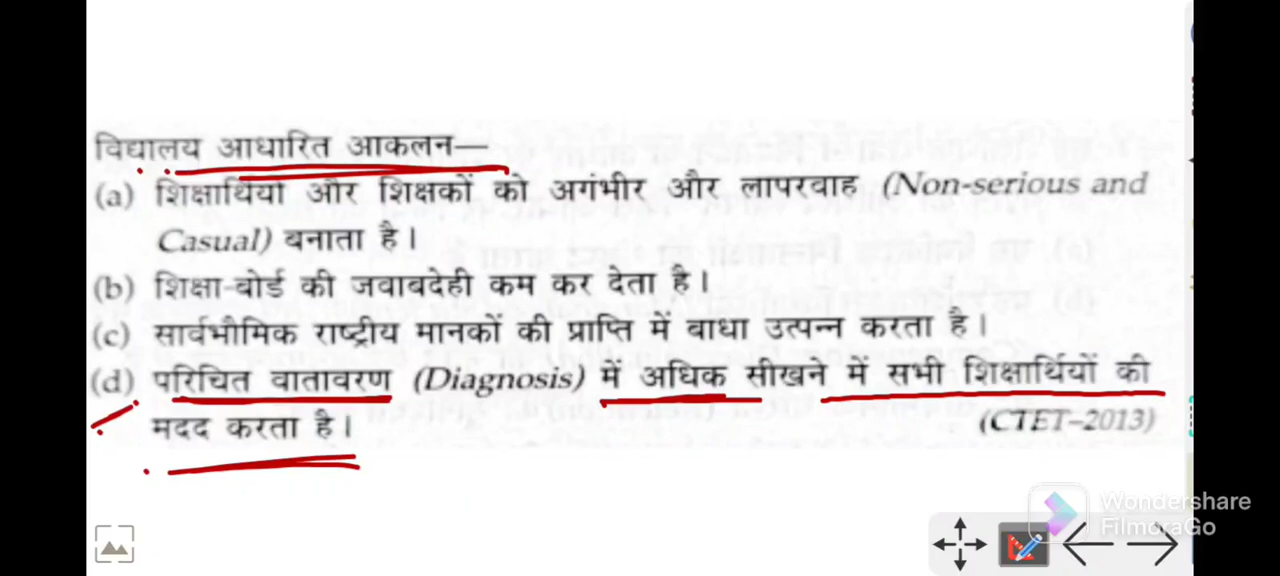 विद्यालय आधारित आकलन—
(a) शिक्षार्थियों और शिक्षकों को अगंभीर और लापरवाह (Non-serious and
Casual) बनाता है।
(b) शिक्षा-बोर्ड की जवाबदेही कम कर देता है।
(c) सार्वभौमिक राष्ट्रीय मानकों की प्राप्ति में बाधा उत्पन्न करता है।
(d) परिचित वातावरण (Diagnosis) में अधिक सीखने में सभी शिक्षार्थियों की
मदद करता है। (CTET–2013)
Wondershare
FilmoraGo